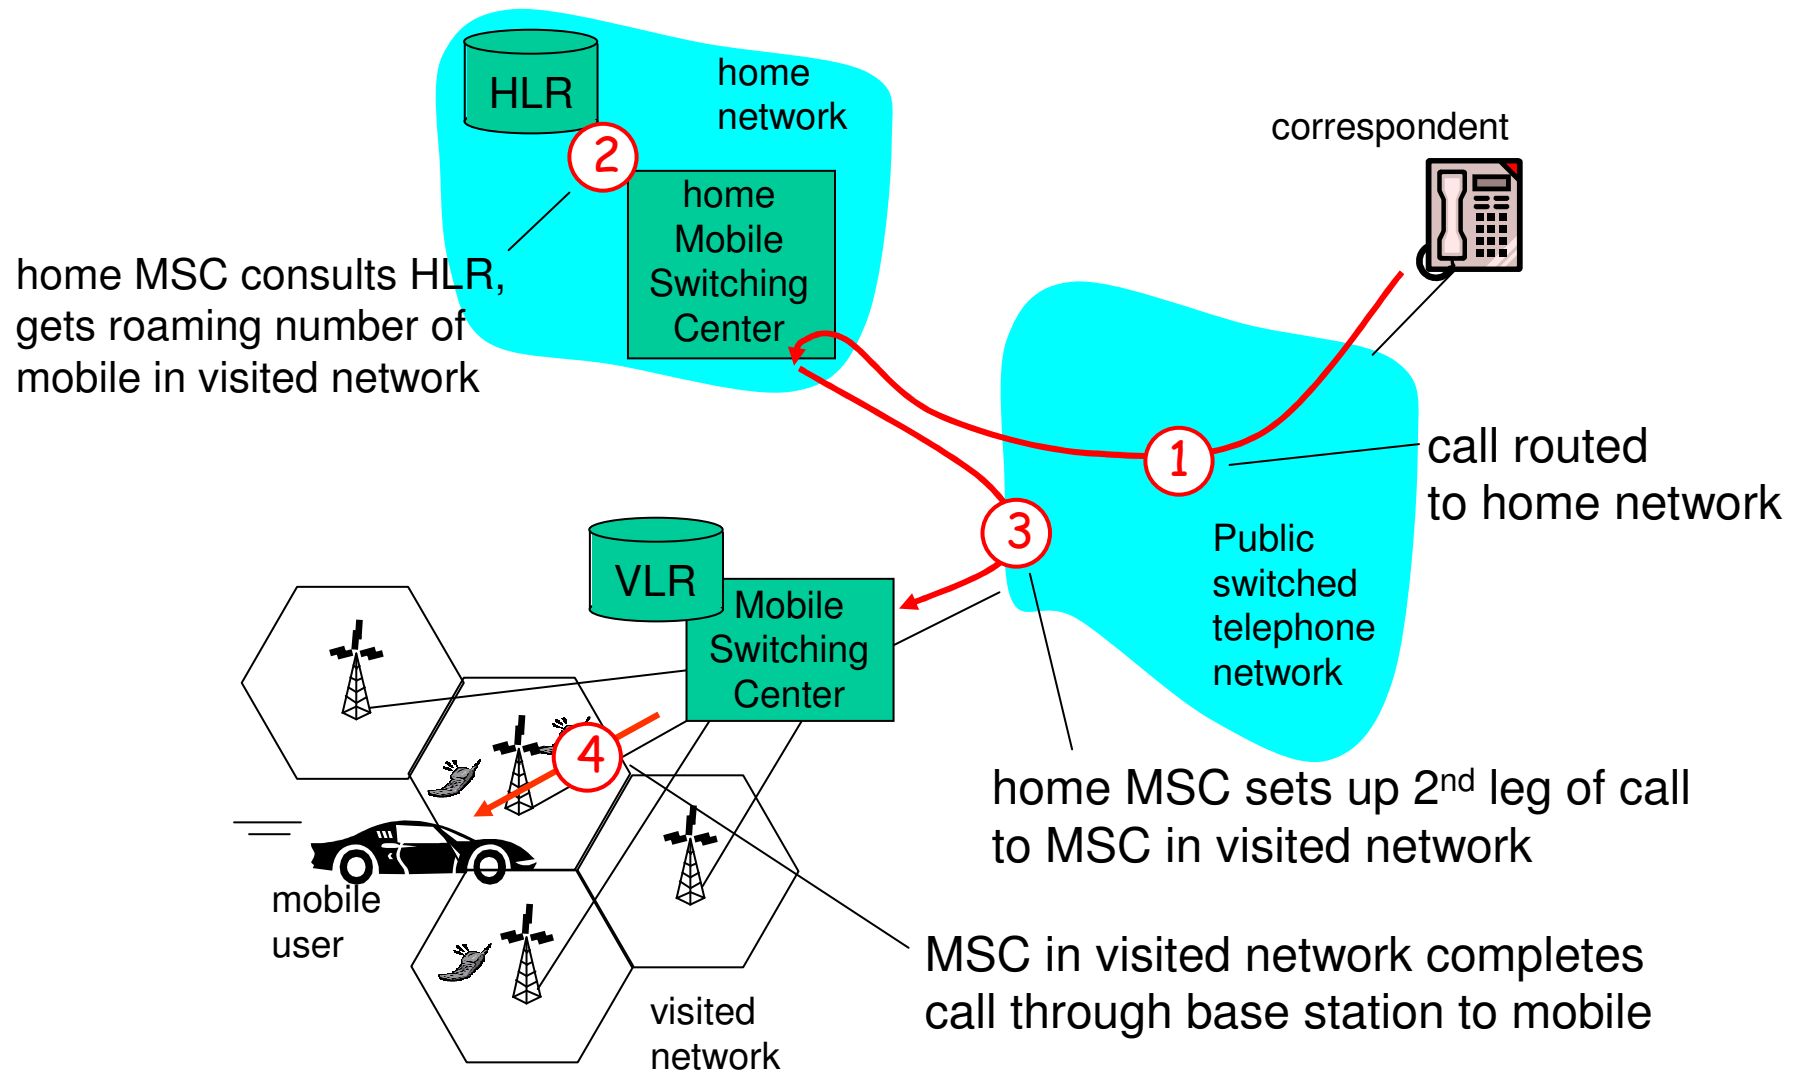 HLR
home
network
correspondent
2
home
Mobile
Switching
Center
home MSC consults HLR,
gets roaming number of
mobile in visited network
1
call routed
to home network
3
Public
switched
telephone
network
VLR
Mobile
Switching
Center
4
home MSC sets up 2nd leg of call
to MSC in visited network
mobile
user
MSC in visited network completes
call through base station to mobile
visited
network